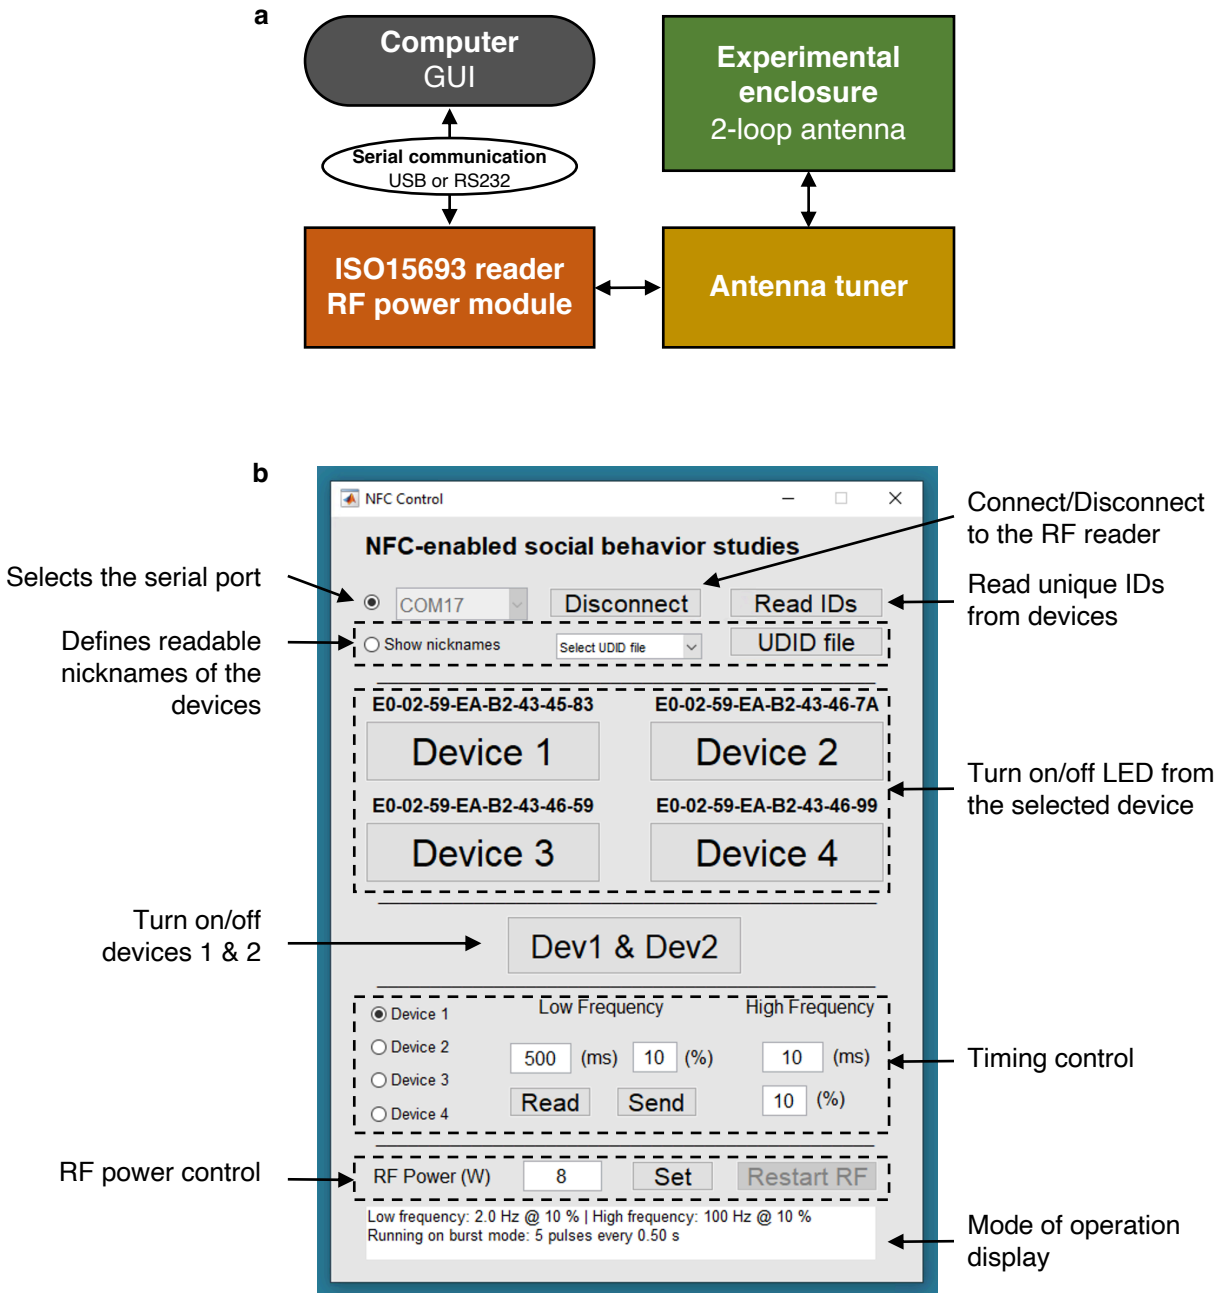 a
Computer
GUI
Experimental
enclosure
2-loop antenna
Serial communication
USB or RS232
ISO15693 reader
RF power module
Antenna tuner
b
NFC Control
NFC-enabled social behavior studies
Connect/Disconnect
to the RF reader
Selects the serial port
COM17
Disconnect
Read IDs
Read unique IDs
from devices
Defines readable
nicknames of the
devices
Show nicknames
Select UDID file
UDID file
E0-02-59-EA-B2-43-45-83
E0-02-59-EA-B2-43-46-7A
Device 1
Device 2
E0-02-59-EA-B2-43-46-59
E0-02-59-EA-B2-43-46-99
Device 3
Device 4
Turn on/off LED from
the selected device
Turn on/off
devices 1 & 2
Dev1 & Dev2
Device 1
Device 2
Device 3
Device 4
Low Frequency
500 (ms) 10 (%)
Read Send
High Frequency
10 (ms)
10 (%)
Timing control
RF power control
RF Power (W) 8 Set Restart RF
Low frequency: 2.0 Hz @ 10 % | High frequency: 100 Hz @ 10 %
Running on burst mode: 5 pulses every 0.50 s
Mode of operation
display